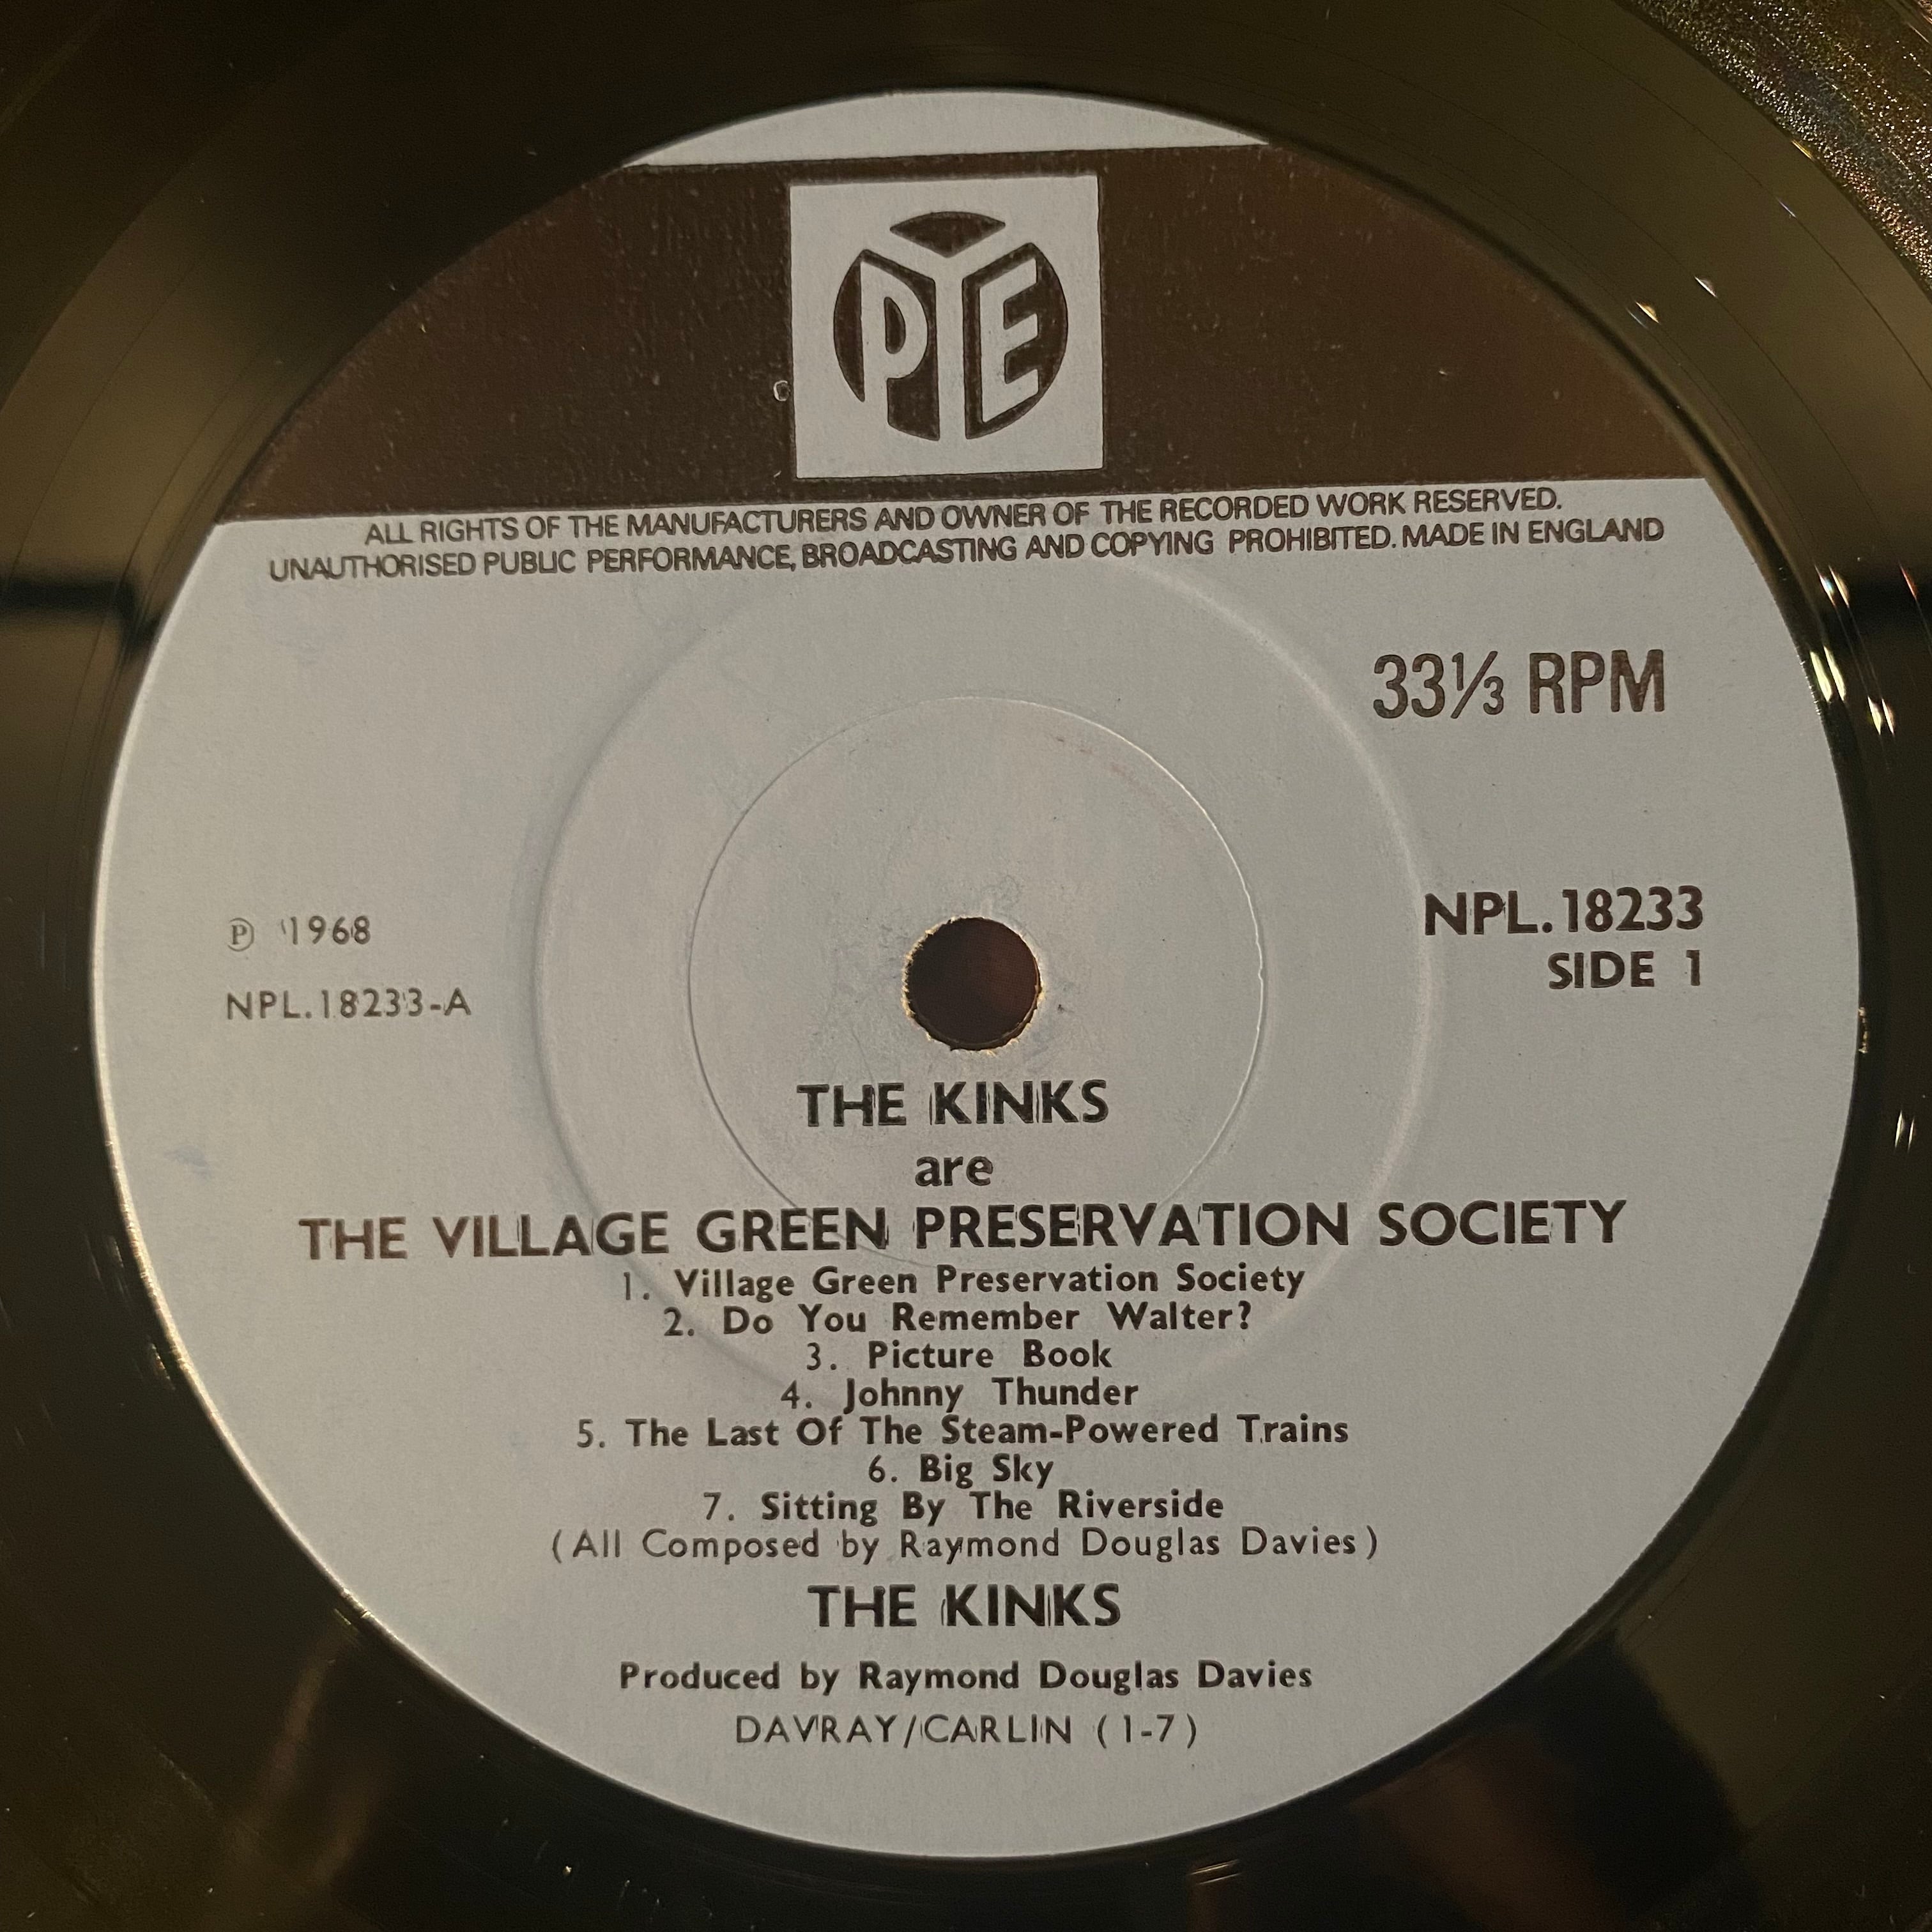 PYE
ALL RIGHTS OF THE MANUFACTURERS AND OWNER OF THE RECORDED WORK RESERVED.
UNAUTHORISED PUBLIC PERFORMANCE, BROADCASTING AND COPYING PROHIBITED. MADE IN ENGLAND
33⅓ RPM
NPL.18233
SIDE 1
℗ 1968
NPL.18233-A
THE KINKS
are
THE VILLAGE GREEN PRESERVATION SOCIETY
1. Village Green Preservation Society
2. Do You Remember Walter?
3. Picture Book
4. Johnny Thunder
5. The Last Of The Steam-Powered Trains
6. Big Sky
7. Sitting By The Riverside
(All Composed by Raymond Douglas Davies)
THE KINKS
Produced by Raymond Douglas Davies
DAVRAY/CARLIN (1-7)